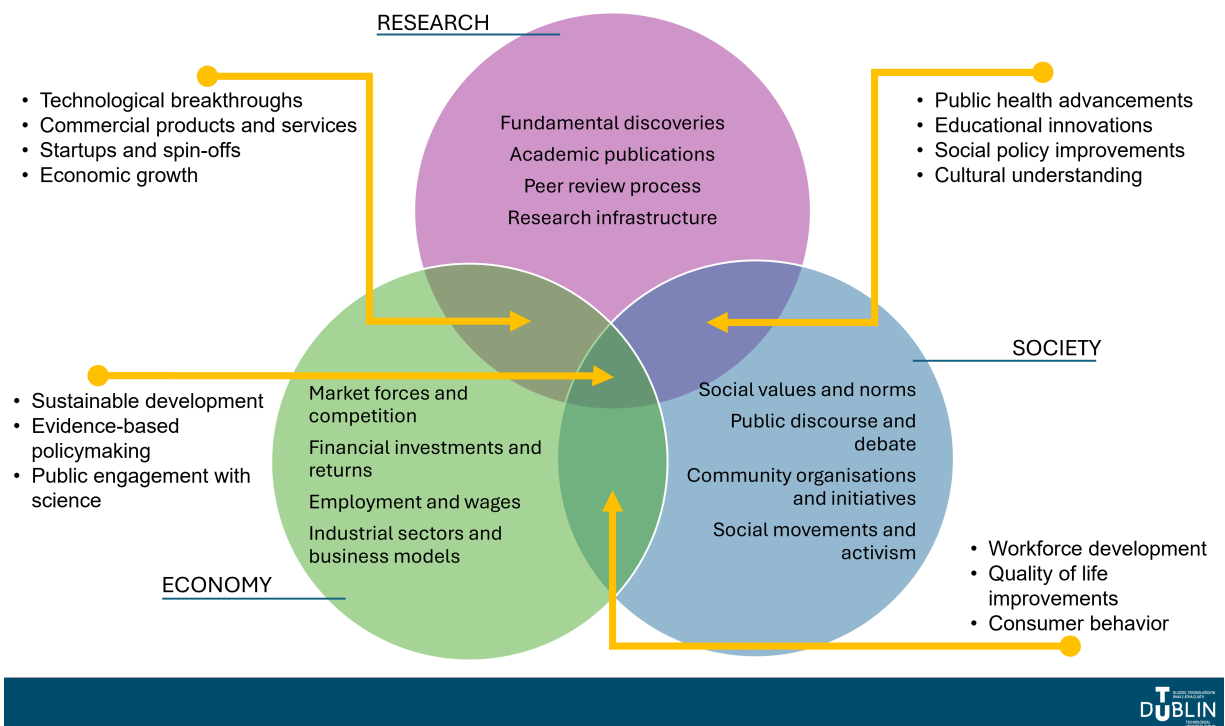 RESEARCH
Technological breakthroughs
Commercial products and services
Startups and spin-offs
Economic growth
Fundamental discoveries
Academic publications
Peer review process
Research infrastructure
Public health advancements
Educational innovations
Social policy improvements
Cultural understanding
SOCIETY
Sustainable development
Evidence-based
policymaking
Public engagement with
science
Market forces and
competition
Financial investments and
returns
Employment and wages
Industrial sectors and
business models
Social values and norms
Public discourse and
debate
Community organisations
and initiatives
Social movements and
activism
ECONOMY
Workforce development
Quality of life
improvements
Consumer behavior
TU
DUBLIN
TECHNOLOGICAL